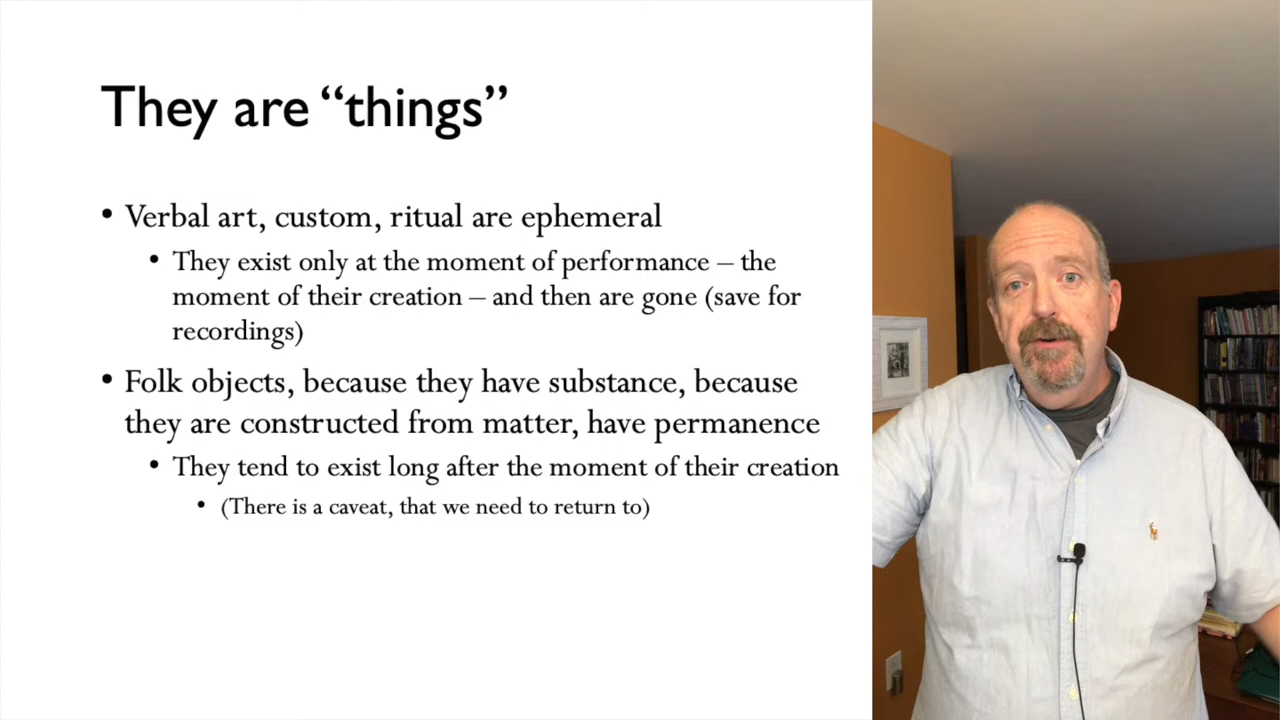 They are “things”
• Verbal art, custom, ritual are ephemeral
• They exist only at the moment of performance – the
moment of their creation – and then are gone (save for
recordings)
• Folk objects, because they have substance, because
they are constructed from matter, have permanence
• They tend to exist long after the moment of their creation
• (There is a caveat, that we need to return to)